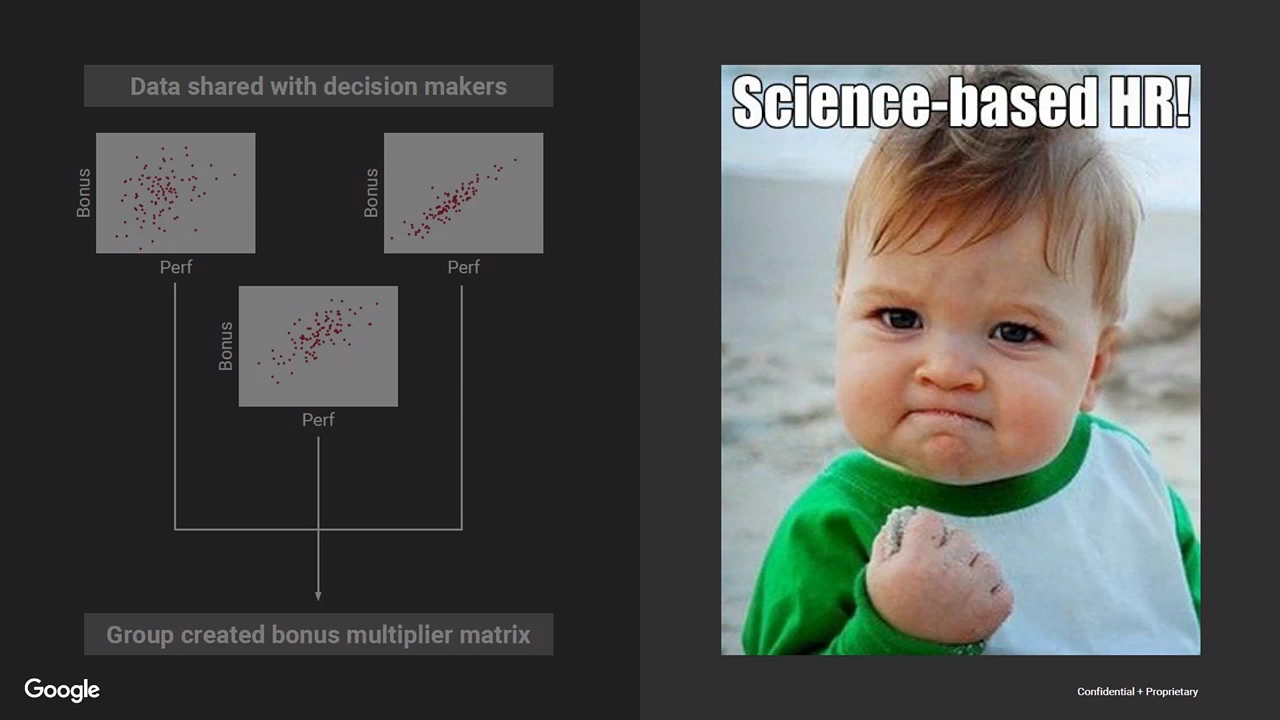 Data shared with decision makers
Bonus
Perf
Bonus
Perf
Bonus
Perf
Group created bonus multiplier matrix
Science-based HR!
Google
Confidential + Proprietary